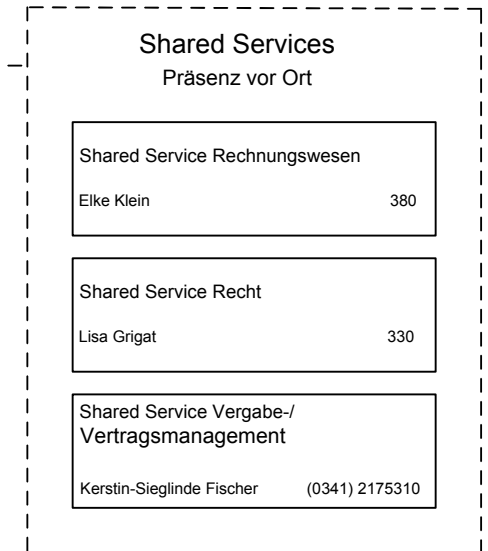 Shared Services
Präsenz vor Ort
Shared Service Rechnungswesen
Elke Klein 380
Shared Service Recht
Lisa Grigat 330
Shared Service Vergabe-/
Vertragsmanagement
Kerstin-Sieglinde Fischer (0341) 2175310